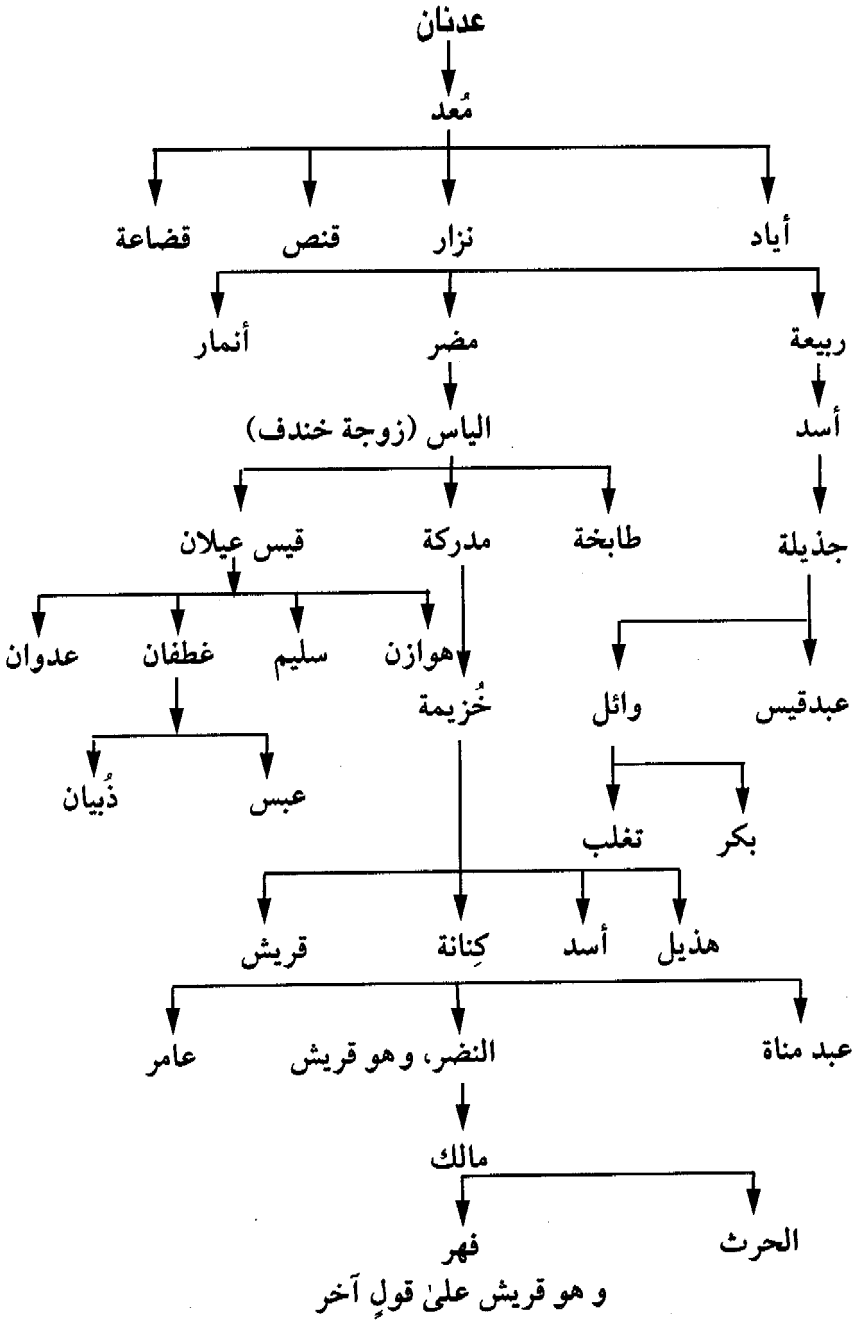 عدنان
مُعد
أياد نزار قنص قضاعة
ربيعة مضر أنمار
أسد الياس (زوجة خندف)
جذيلة طابخة مدركة قيس عيلان
هوازن سليم غطفان عدوان
عبدقيس وائل خُزيمة
عبس ذُبيان
بكر تغلب
هذيل أسد كِنانة قريش
عبد مناة النضر، و هو قريش عامر
مالك
الحرث فهر
و هو قريش علىٰ قولٍ آخر